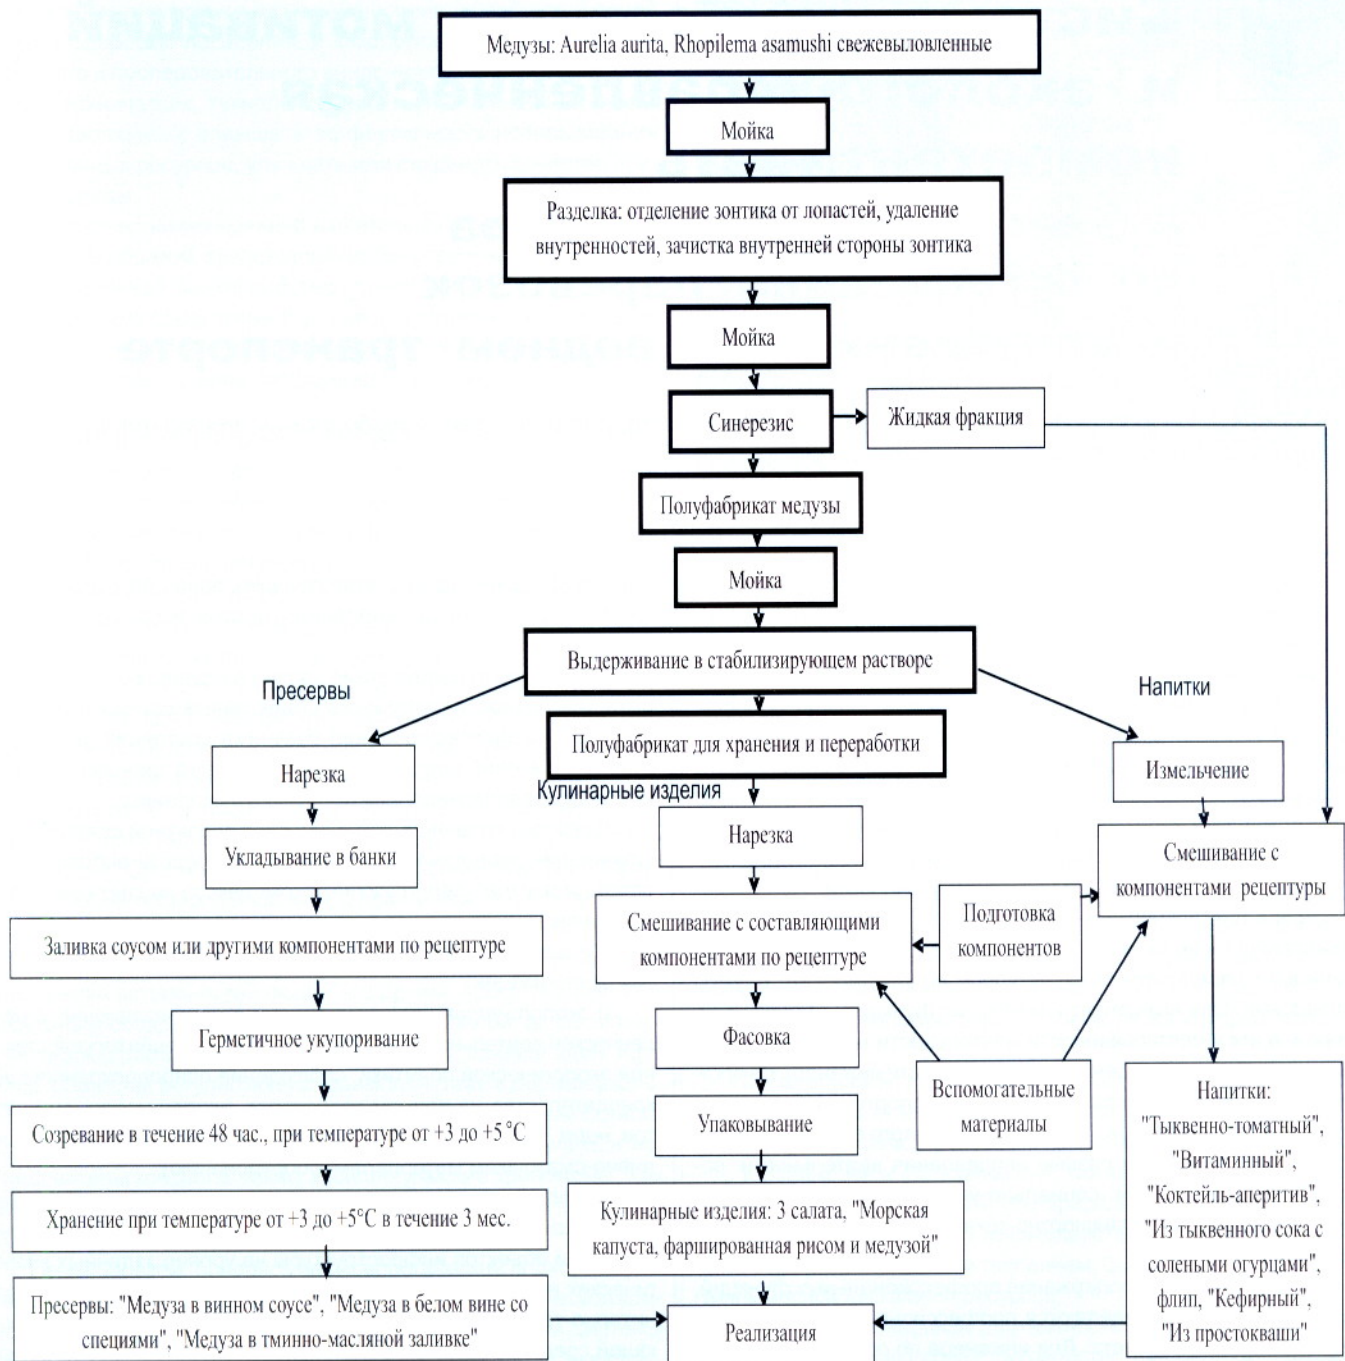 Медузы: Aurelia aurita, Rhopilema asamushi свежевыловленные
Мойка
Разделка: отделение зонтика от лопастей, удаление
внутренностей, зачистка внутренней стороны зонтика
Мойка
Синерезис
Жидкая фракция
Полуфабрикат медузы
Мойка
Выдерживание в стабилизирующем растворе
Пресервы
Напитки
Полуфабрикат для хранения и переработки
Нарезка
Измельчение
Кулинарные изделия
Нарезка
Укладывание в банки
Смешивание с
компонентами рецептуры
Заливка соусом или другими компонентами по рецептуре
Смешивание с составляющими
компонентами по рецептуре
Подготовка
компонентов
Герметичное укупоривание
Фасовка
Вспомогательные
материалы
Созревание в течение 48 час., при температуре от +3 до +5 °С
Упаковывание
Хранение при температуре от +3 до +5°С в течение 3 мес.
Кулинарные изделия: 3 салата, "Морская
капуста, фаршированная рисом и медузой"
Напитки:
"Тыквенно-томатный",
"Витаминный",
"Коктейль-аперитив",
"Из тыквенного сока с
солеными огурцами",
флип, "Кефирный",
"Из простокваши"
Пресервы: "Медуза в винном соусе", "Медуза в белом вине со
специями", "Медуза в тминно-масляной заливке"
Реализация